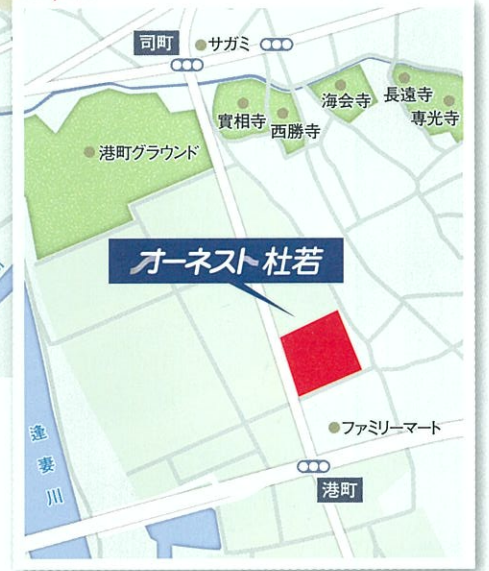 司町
サガミ
實相寺
西勝寺
海会寺
長遠寺
専光寺
港町グラウンド
オーネスト杜若
ファミリーマート
港町
逢妻川